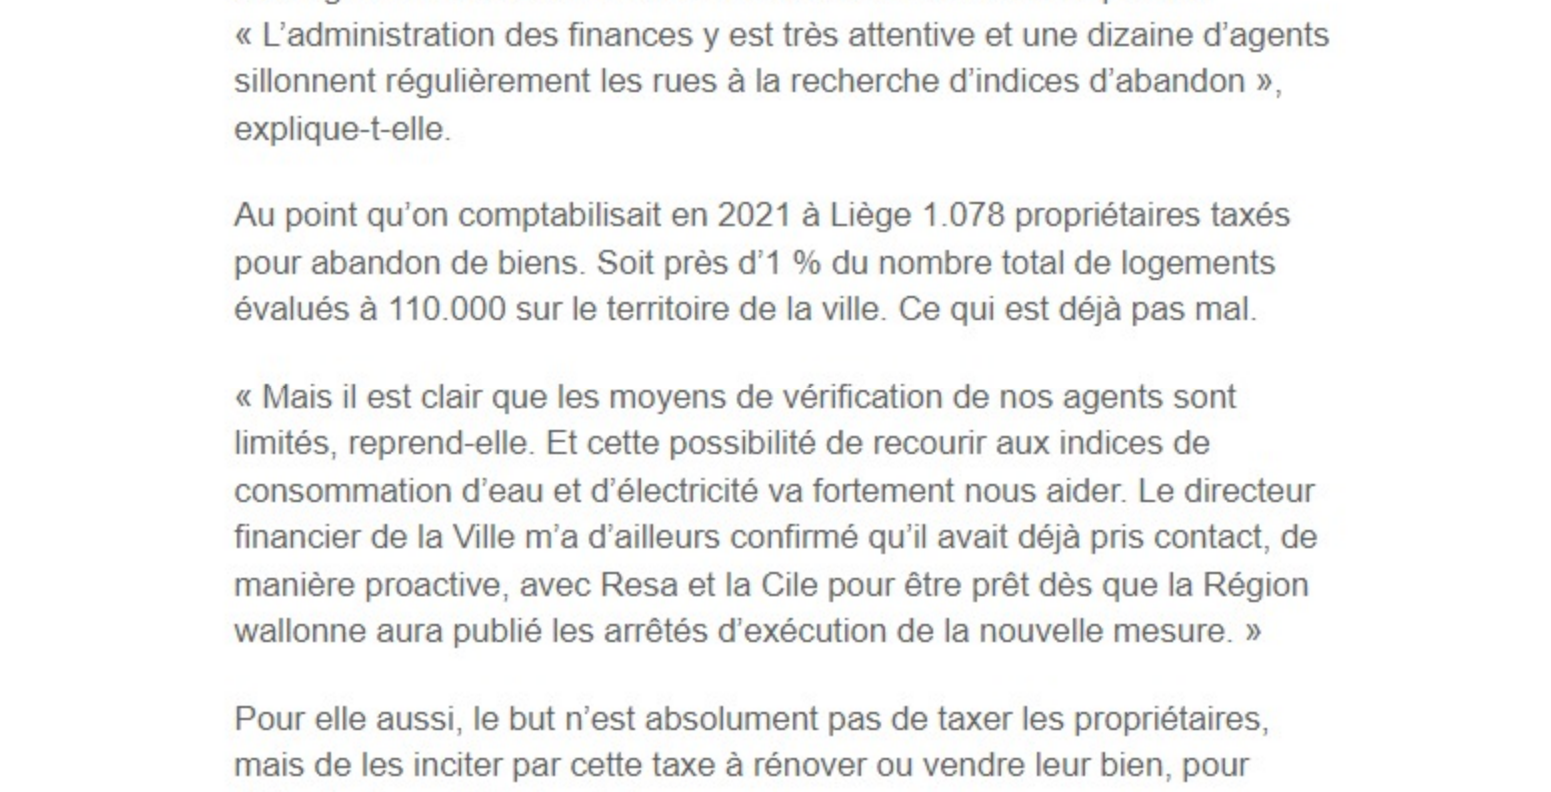 « L’administration des finances y est très attentive et une dizaine d’agents
sillonnent régulièrement les rues à la recherche d’indices d’abandon »,
explique-t-elle.
Au point qu’on comptabilisait en 2021 à Liège 1.078 propriétaires taxés
pour abandon de biens. Soit près d’1 % du nombre total de logements
évalués à 110.000 sur le territoire de la ville. Ce qui est déjà pas mal.
« Mais il est clair que les moyens de vérification de nos agents sont
limités, reprend-elle. Et cette possibilité de recourir aux indices de
consommation d’eau et d’électricité va fortement nous aider. Le directeur
financier de la Ville m’a d’ailleurs confirmé qu’il avait déjà pris contact, de
manière proactive, avec Resa et la Cile pour être prêt dès que la Région
wallonne aura publié les arrêtés d’exécution de la nouvelle mesure. »
Pour elle aussi, le but n’est absolument pas de taxer les propriétaires,
mais de les inciter par cette taxe à rénover ou vendre leur bien, pour